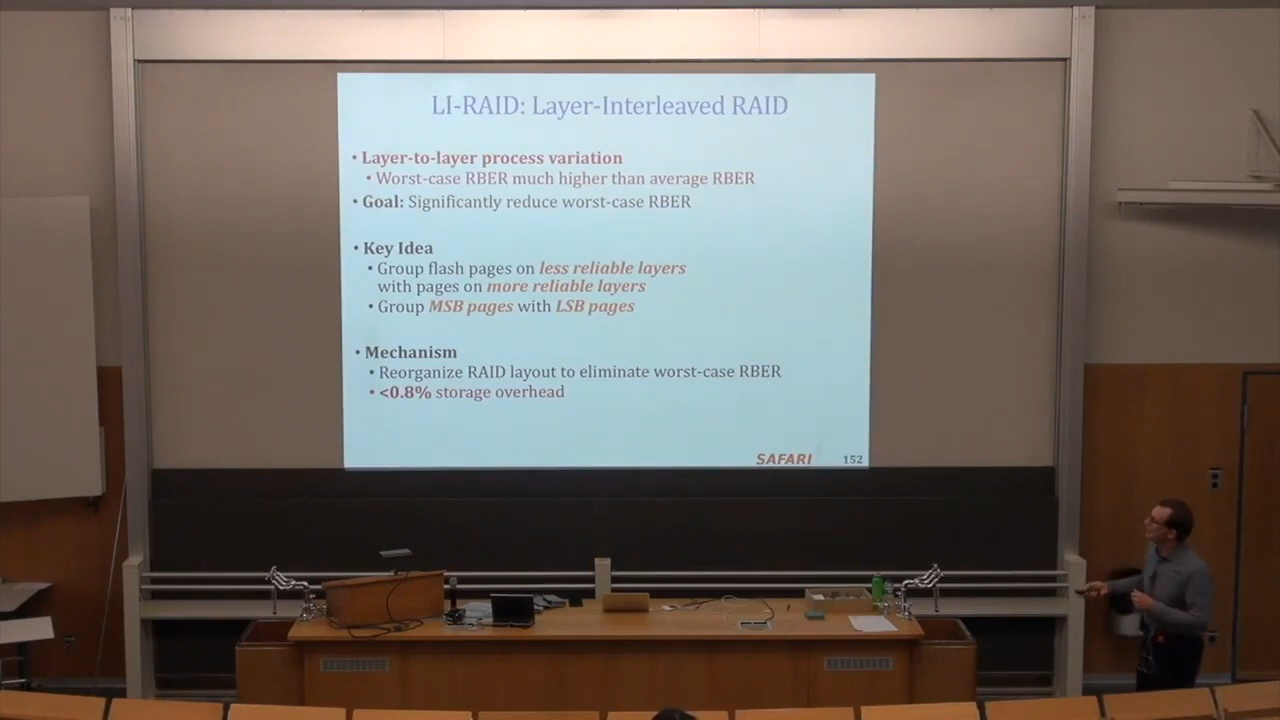 LI-RAID: Layer-Interleaved RAID
• Layer-to-layer process variation
• Worst-case RBER much higher than average RBER
• Goal: Significantly reduce worst-case RBER
• Key Idea
• Group flash pages on less reliable layers
with pages on more reliable layers
• Group MSB pages with LSB pages
• Mechanism
• Reorganize RAID layout to eliminate worst-case RBER
• <0.8% storage overhead
SAFARI 152